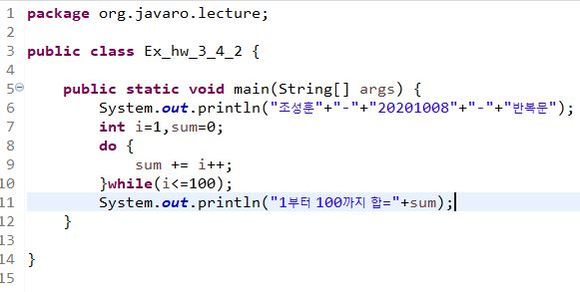 1 package org.javaro.lecture;
2
3 public class Ex_hw_3_4_2 {
4
5 public static void main(String[] args) {
6 System.out.println("조성훈"+"-"+"20201008"+"-"+"반복문");
7 int i=1,sum=0;
8 do {
9 sum += i++;
10 }while(i<=100);
11 System.out.println("1부터 100까지 합="+sum);
12 }
13
14 }
15